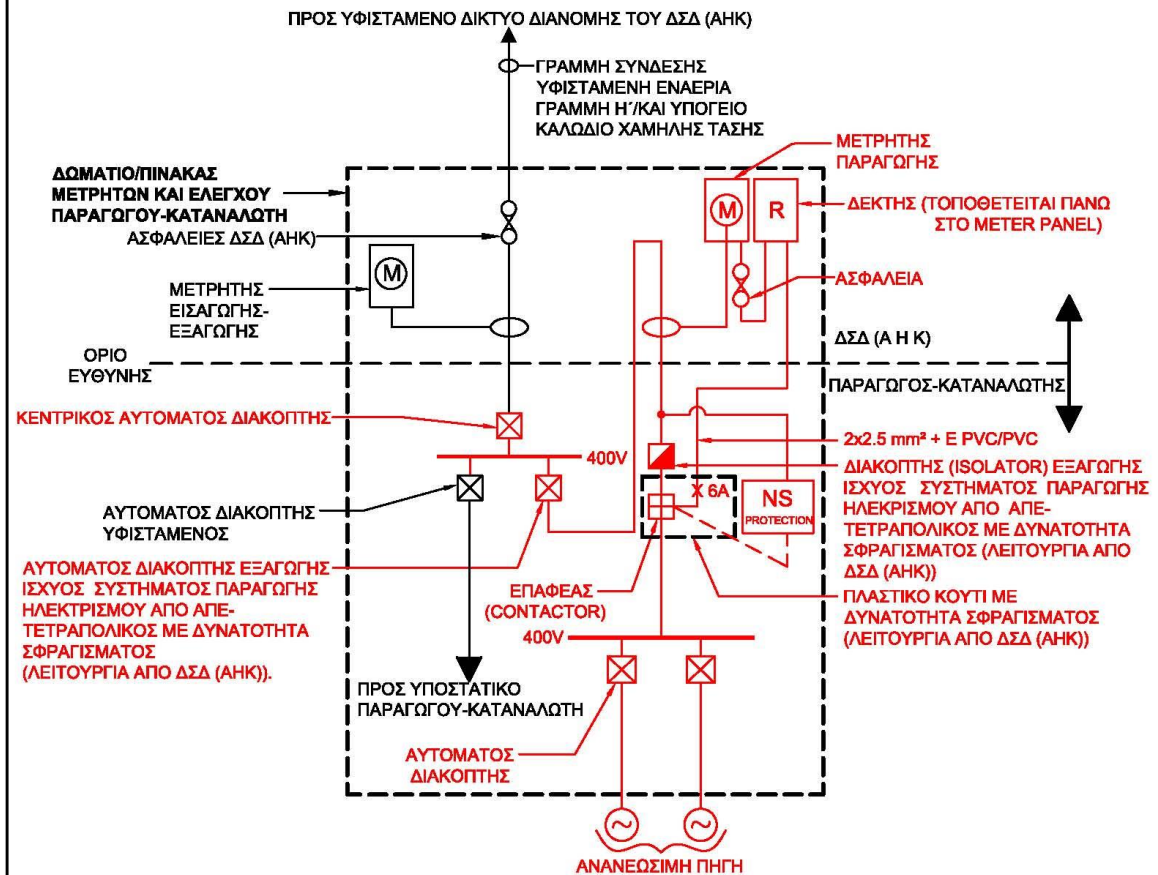 ΠΡΟΣ ΥΦΙΣΤΑΜΕΝΟ ΔΙΚΤΥΟ ΔΙΑΝΟΜΗΣ ΤΟΥ ΔΣΔ (ΑΗΚ)
ΓΡΑΜΜΗ ΣΥΝΔΕΣΗΣ
ΥΦΙΣΤΑΜΕΝΗ ΕΝΑΕΡΙΑ
ΓΡΑΜΜΗ Η΄/ΚΑΙ ΥΠΟΓΕΙΟ
ΚΑΛΩΔΙΟ ΧΑΜΗΛΗΣ ΤΑΣΗΣ
ΔΩΜΑΤΙΟ/ΠΙΝΑΚΑΣ
ΜΕΤΡΗΤΩΝ ΚΑΙ ΕΛΕΓΧΟΥ
ΠΑΡΑΓΩΓΟΥ-ΚΑΤΑΝΑΛΩΤΗ
ΑΣΦΑΛΕΙΕΣ ΔΣΔ (ΑΗΚ)
M
ΜΕΤΡΗΤΗΣ
ΕΙΣΑΓΩΓΗΣ-
ΕΞΑΓΩΓΗΣ
ΜΕΤΡΗΤΗΣ
ΠΑΡΑΓΩΓΗΣ
M
R
ΔΕΚΤΗΣ (ΤΟΠΟΘΕΤΕΙΤΑΙ ΠΑΝΩ
ΣΤΟ METER PANEL)
ΑΣΦΑΛΕΙΑ
ΔΣΔ (Α Η Κ)
ΟΡΙΟ
ΕΥΘΥΝΗΣ
ΠΑΡΑΓΩΓΟΣ-ΚΑΤΑΝΑΛΩΤΗΣ
ΚΕΝΤΡΙΚΟΣ ΑΥΤΟΜΑΤΟΣ ΔΙΑΚΟΠΤΗΣ
400V
ΑΥΤΟΜΑΤΟΣ ΔΙΑΚΟΠΤΗΣ
ΥΦΙΣΤΑΜΕΝΟΣ
ΑΥΤΟΜΑΤΟΣ ΔΙΑΚΟΠΤΗΣ ΕΞΑΓΩΓΗΣ
ΙΣΧΥΟΣ ΣΥΣΤΗΜΑΤΟΣ ΠΑΡΑΓΩΓΗΣ
ΗΛΕΚΤΡΙΣΜΟΥ ΑΠΟ ΑΠΕ-
ΤΕΤΡΑΠΟΛΙΚΟΣ ΜΕ ΔΥΝΑΤΟΤΗΤΑ
ΣΦΡΑΓΙΣΜΑΤΟΣ
(ΛΕΙΤΟΥΡΓΙΑ ΑΠΟ ΔΣΔ (ΑΗΚ)).
2x2.5 mm² + E PVC/PVC
ΔΙΑΚΟΠΤΗΣ (ISOLATOR) ΕΞΑΓΩΓΗΣ
ΙΣΧΥΟΣ ΣΥΣΤΗΜΑΤΟΣ ΠΑΡΑΓΩΓΗΣ
ΗΛΕΚΡΙΣΜΟΥ ΑΠΟ ΑΠΕ-
ΤΕΤΡΑΠΟΛΙΚΟΣ ΜΕ ΔΥΝΑΤΟΤΗΤΑ
ΣΦΡΑΓΙΣΜΑΤΟΣ (ΛΕΙΤΟΥΡΓΙΑ ΑΠΟ
ΔΣΔ (ΑΗΚ))
X 6A
NS
PROTECTION
ΕΠΑΦΕΑΣ
(CONTACTOR)
ΠΛΑΣΤΙΚΟ ΚΟΥΤΙ ΜΕ
ΔΥΝΑΤΟΤΗΤΑ ΣΦΡΑΓΙΣΜΑΤΟΣ
(ΛΕΙΤΟΥΡΓΙΑ ΑΠΟ ΔΣΔ (ΑΗΚ))
400V
ΠΡΟΣ ΥΠΟΣΤΑΤΙΚΟ
ΠΑΡΑΓΩΓΟΥ-ΚΑΤΑΝΑΛΩΤΗ
ΑΥΤΟΜΑΤΟΣ
ΔΙΑΚΟΠΤΗΣ
ΑΝΑΝΕΩΣΙΜΗ ΠΗΓΗ